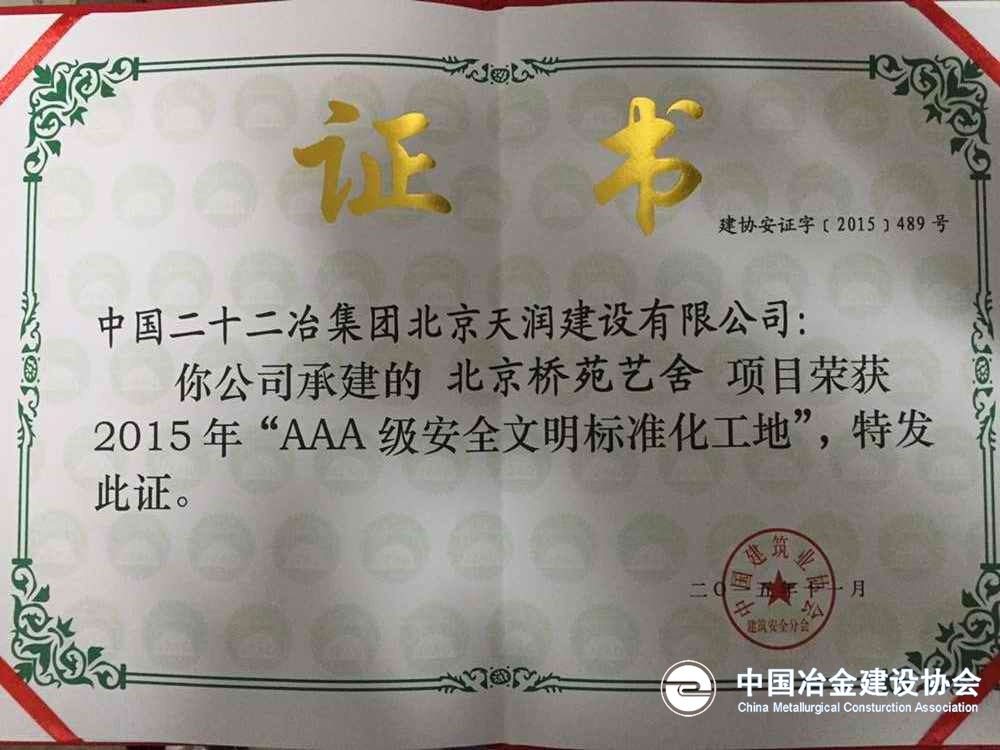 证书
建协安证字〔2015〕489号
中国二十二冶集团北京天润建设有限公司：
你公司承建的 北京桥苑艺舍 项目荣获
2015年“AAA级安全文明标准化工地”，特发
此证。
中国建筑业协会
建筑安全分会
二〇一五年十一月
中国冶金建设协会
China Metallurgical Consturction Association